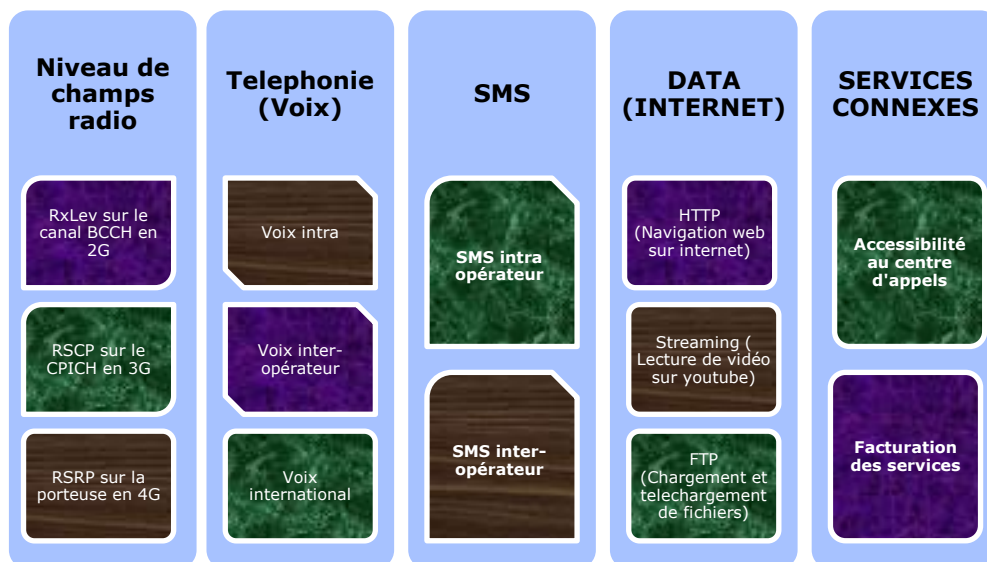 Niveau de
champs
radio
RxLev sur le
canal BCCH en
2G
RSCP sur le
CPICH en 3G
RSRP sur la
porteuse en 4G
Telephonie
(Voix)
Voix intra
Voix inter-
opérateur
Voix
international
SMS
SMS intra
opérateur
SMS inter-
opérateur
DATA
(INTERNET)
HTTP
(Navigation web
sur internet)
Streaming (
Lecture de vidéo
sur youtube)
FTP
(Chargement et
telechargement
de fichiers)
SERVICES
CONNEXES
Accessibilité
au centre
d'appels
Facturation
des services